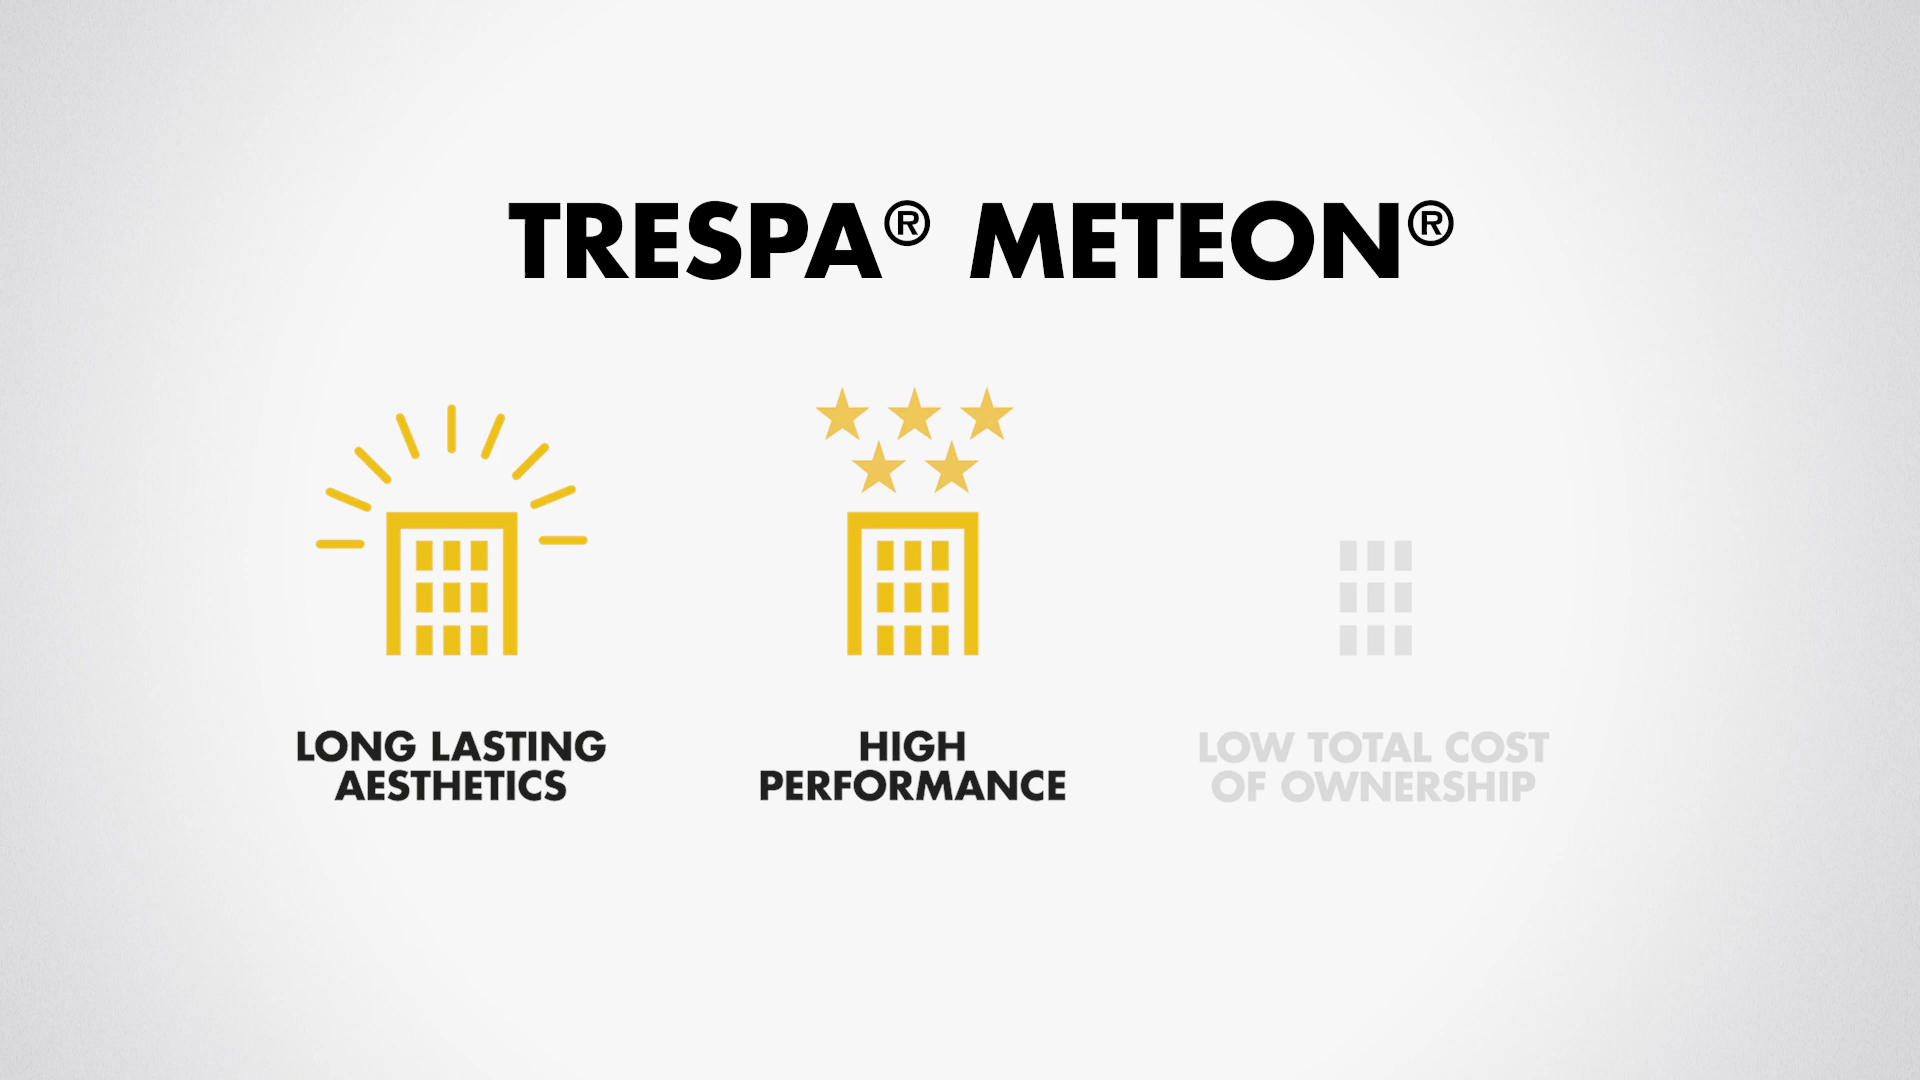 TRESPA® METEON®
LONG LASTING
AESTHETICS
HIGH
PERFORMANCE
LOW TOTAL COST
OF OWNERSHIP